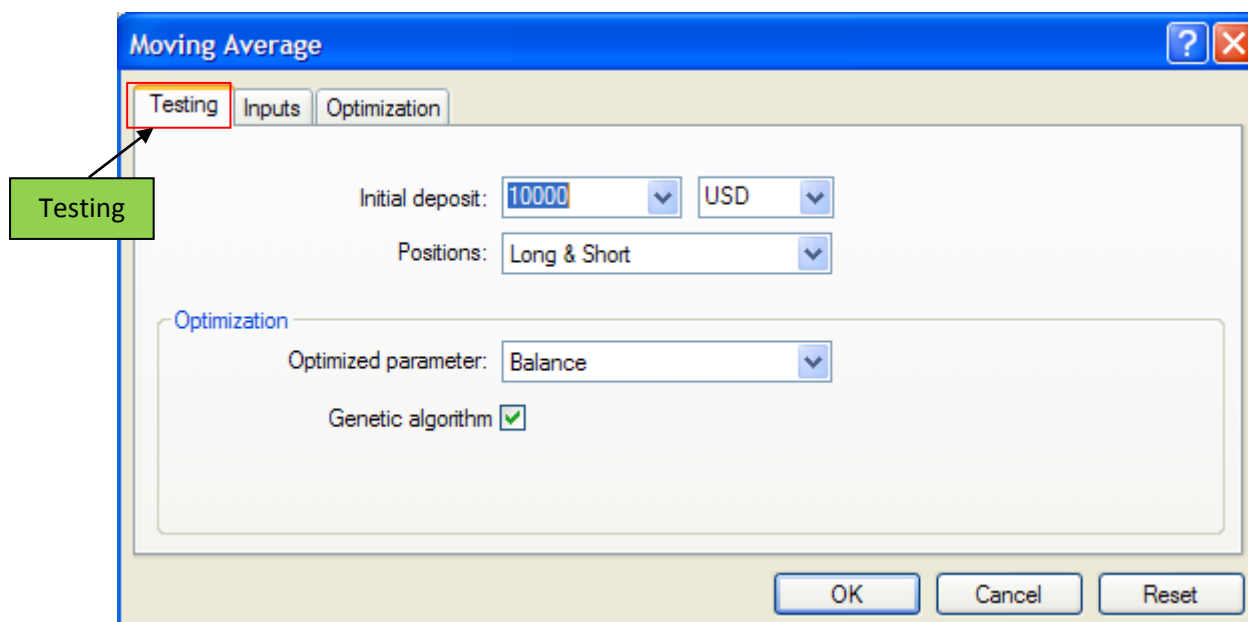 Moving Average
Testing Inputs Optimization
Testing
Initial deposit: 10000 USD
Positions: Long & Short
Optimization
Optimized parameter: Balance
Genetic algorithm
OK Cancel Reset